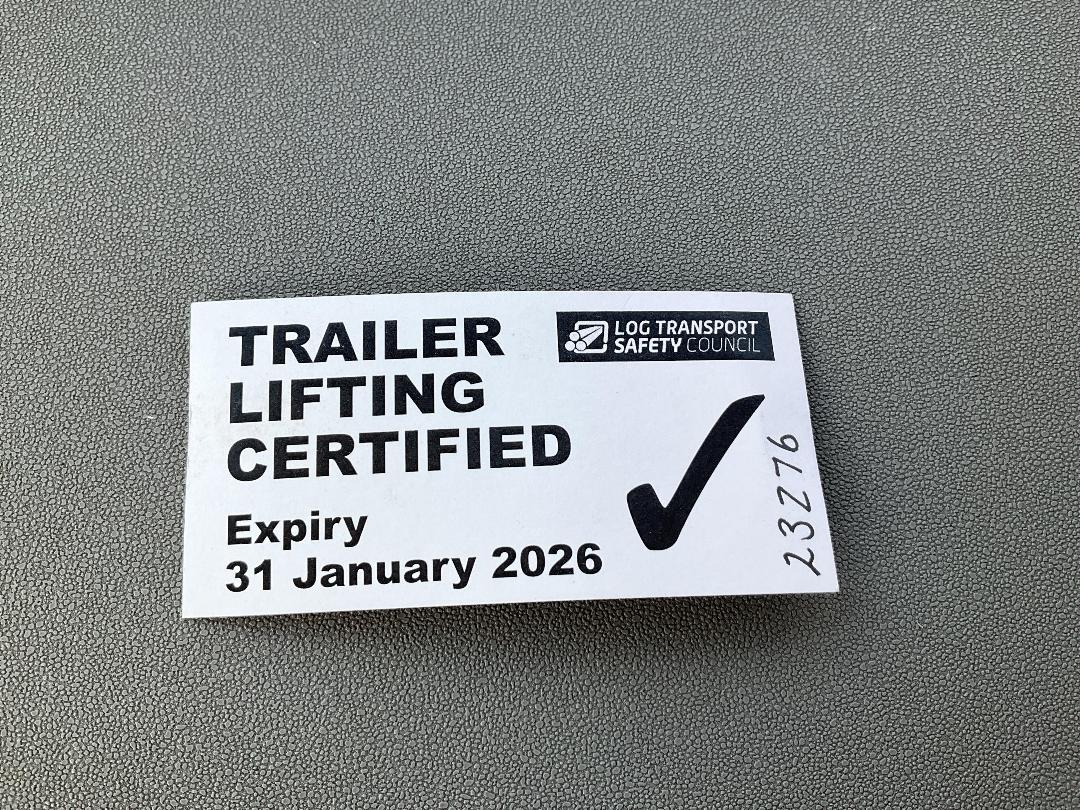 TRAILER
LIFTING
CERTIFIED
Expiry
31 January 2026
LOG TRANSPORT
SAFETY COUNCIL
23276